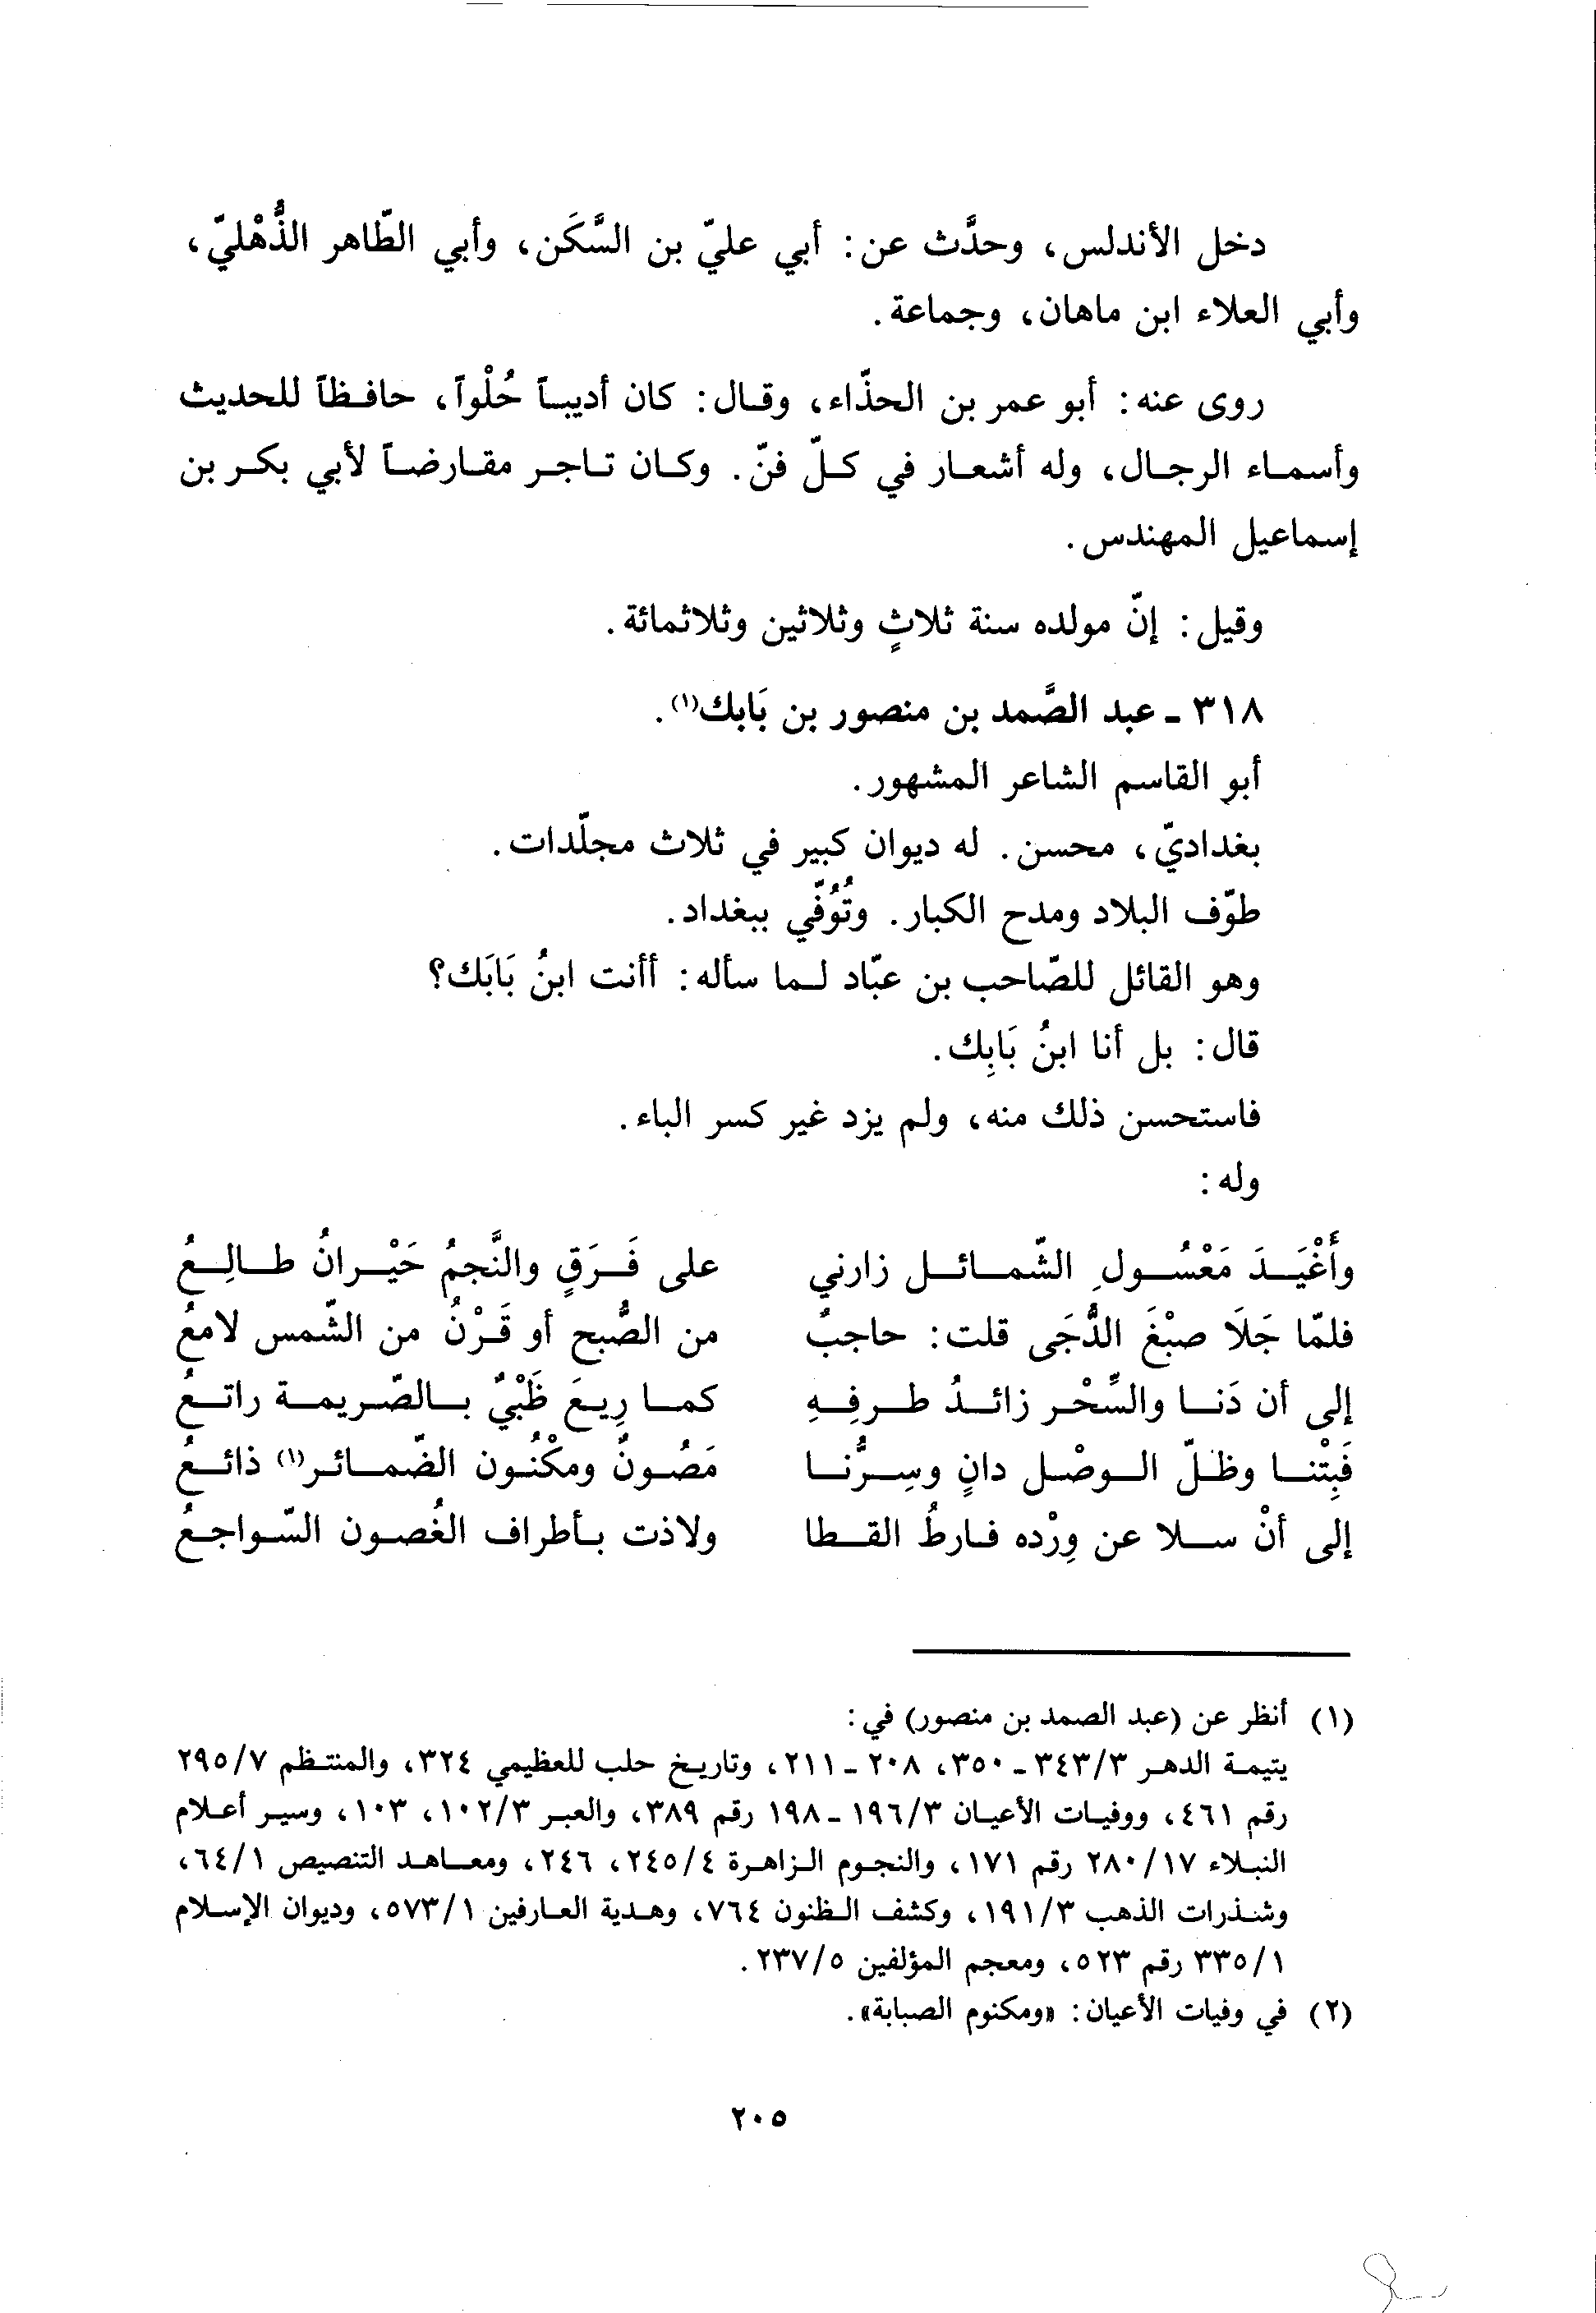 دخل الأندلس، وحدَّث عن: أبي عليّ بن السَّكَن، وأبي الطّاهر الذُّهْليّ،
وأبي العلاء ابن ماهان، وجماعة.
روى عنه: أبو عمر بن الحذّاء، وقال: كان أديباً حُلْواً، حافظاً للحديث
وأسماء الرجال، وله أشعار في كلّ فنّ. وكان تاجر مقارضاً لأبي بكر بن
إسماعيل المهندس.
وقيل: إنّ مولده سنة ثلاثٍ وثلاثين وثلاثمائة.
٣١٨ - عبد الصَّمد بن منصور بن بَابك(١).
أبو القاسم الشاعر المشهور.
بغداديّ، محسن. له ديوان كبير في ثلاث مجلّدات.
طوّف البلاد ومدح الكبار. وتُوُفّي ببغداد.
وهو القائل للصّاحب بن عبّاد لما سأله: أأنت ابنُ بَابَك؟
قال: بل أنا ابنُ بَابِك.
فاستحسن ذلك منه، ولم يزد غير كسر الباء.
وله:
وأَغْيَدَ مَعْسُولِ الشّمائل زارني على فَرَقٍ والنَّجمُ حَيْرانُ طالِعُ
فلمّا جَلَا صبْغَ الدُّجَى قلت: حاجبٌ من الصُّبح أو قَرْنٌ من الشّمس لامعُ
إلى أن دَنا والسِّحْر زائدُ طرفِهِ كما رِيعَ ظَبْيٌ بالصّريمة راتعُ
فَبِتْنا وظلّ الوصْل دانٍ وسِرُّنا مَصُونٌ ومكْنُون الضّمائر(١) ذائعُ
إلى أنْ سلا عن وِرْده فارطُ القطا ولاذت بأطراف الغُصون السّواجعُ
(١) أنظر عن (عبد الصمد بن منصور) في:
يتيمة الدهر ٣٤٣/٣ - ٣٥٠، ٢٠٨ - ٢١١، وتاريخ حلب للعظيمي ٣٢٤، والمنتظم ٢٩٥/٧
رقم ٤٦١، ووفيات الأعيان ١٩٦/٣ - ١٩٨ رقم ٣٨٩، والعبر ١٠٢/٣، ١٠٣، وسير أعلام
النبلاء ٢٨٠/١٧ رقم ١٧١، والنجوم الزاهرة ٢٤٥/٤، ٢٤٦، ومعاهد التنصيص ٦٤/١،
وشذرات الذهب ١٩١/٣، وكشف الظنون ٧٦٤، وهدية العارفين ٥٧٣/١، وديوان الإسلام
٣٣٥/١ رقم ٥٢٣، ومعجم المؤلفين ٢٣٧/٥.
(٢) في وفيات الأعيان: «ومكنوم الصبابة».
٢٠٥